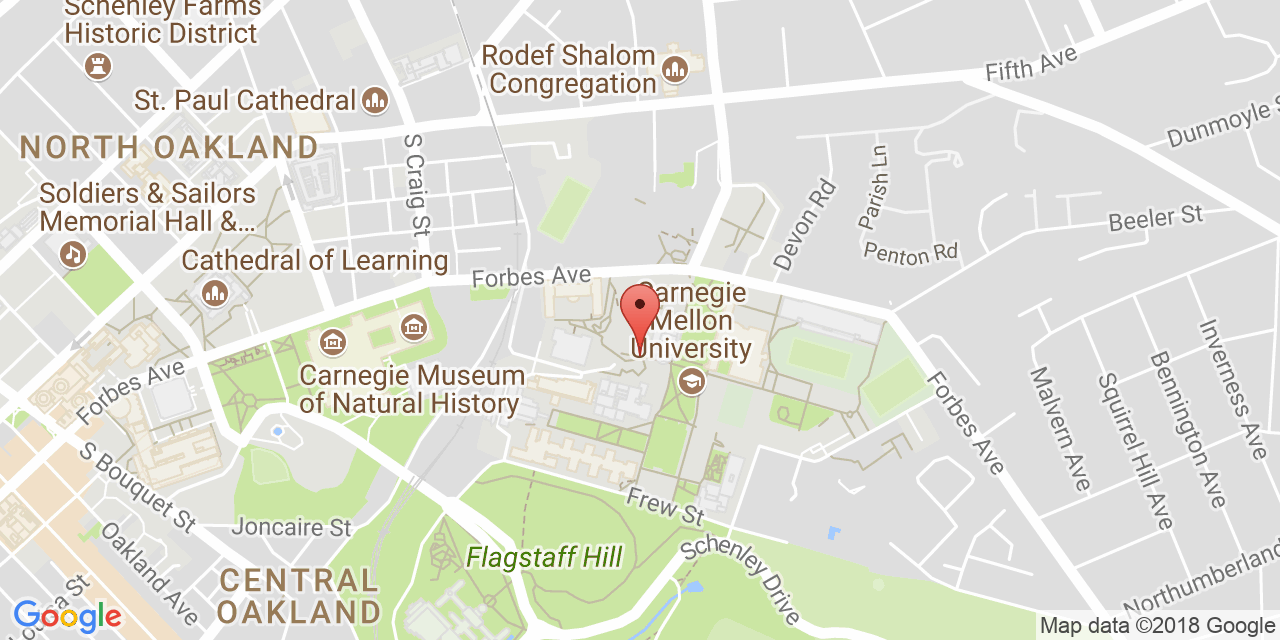 Schenley Farms
Historic District
Rodef Shalom
Congregation
Fifth Ave
St. Paul Cathedral
Dunmoyle S
NORTH OAKLAND
S Craig St
Parish Ln
Soldiers & Sailors
Memorial Hall &...
Devon Rd
Beeler St
Penton Rd
Cathedral of Learning
Forbes Ave
Carnegie
Mellon
University
Inverness Ave
Forbes Ave
Carnegie Museum
of Natural History
Bennington Ave
Malvern Ave
Squirrel Hill Ave
Forbes Ave
S Bouquet St
Frew St
Joncaire St
Oakland Ave
Flagstaff Hill
Schenley Drive
CENTRAL
OAKLAND
Northumberland
Google
Map data ©2018 Google